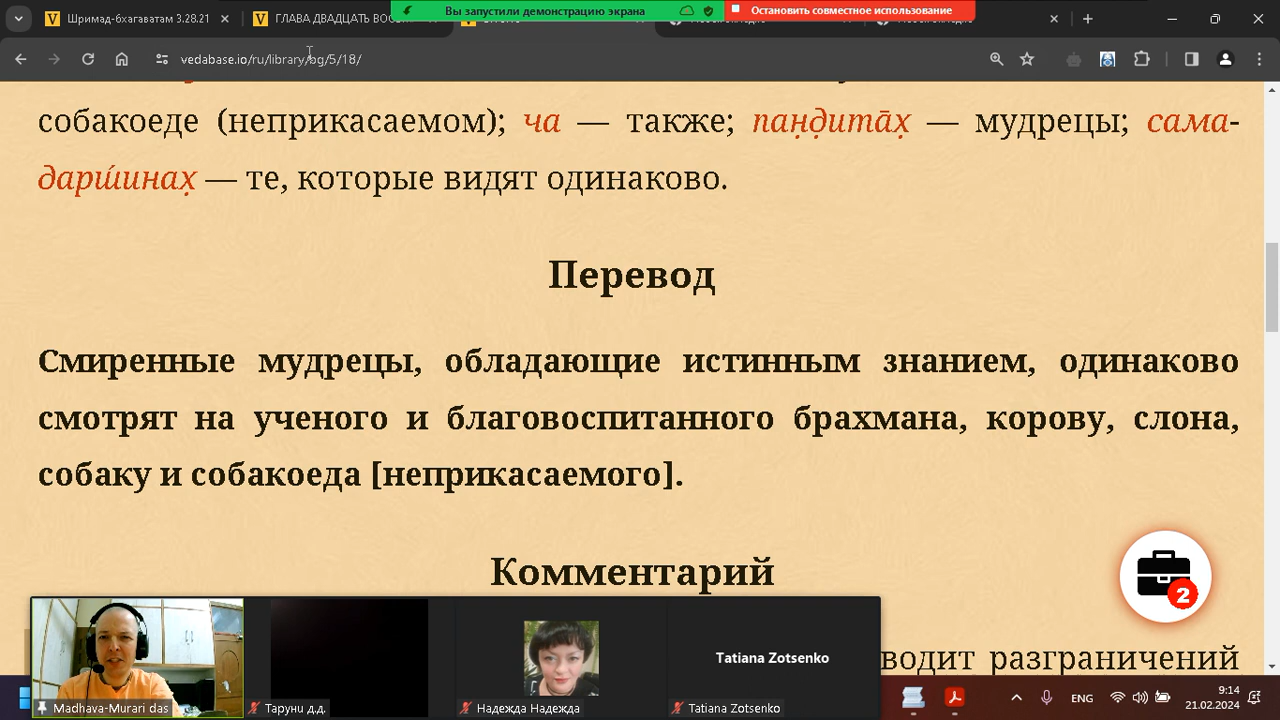 Шримад-бхагаватам 3.28.21
ГЛАВА ДВАДЦАТЬ ВОСЬ
Вы запустили демонстрацию экрана
Остановить совместное использование
vedabase.io/ru/library/bg/5/18/
собакоеде (неприкасаемом); ча — также; пан̣д̣ита̄х̣ — мудрецы; сама-
дарш́инах̣ — те, которые видят одинаково.
Перевод
Смиренные мудрецы, обладающие истинным знанием, одинаково
смотрят на ученого и благовоспитанного брахмана, корову, слона,
собаку и собакоеда [неприкасаемого].
Комментарий
2
Tatiana Zotsenko
водит разграничений
Madhava-Murari das
Таруни д.д.
Надежда Надежда
Tatiana Zotsenko
ENG
9:14
21.02.2024